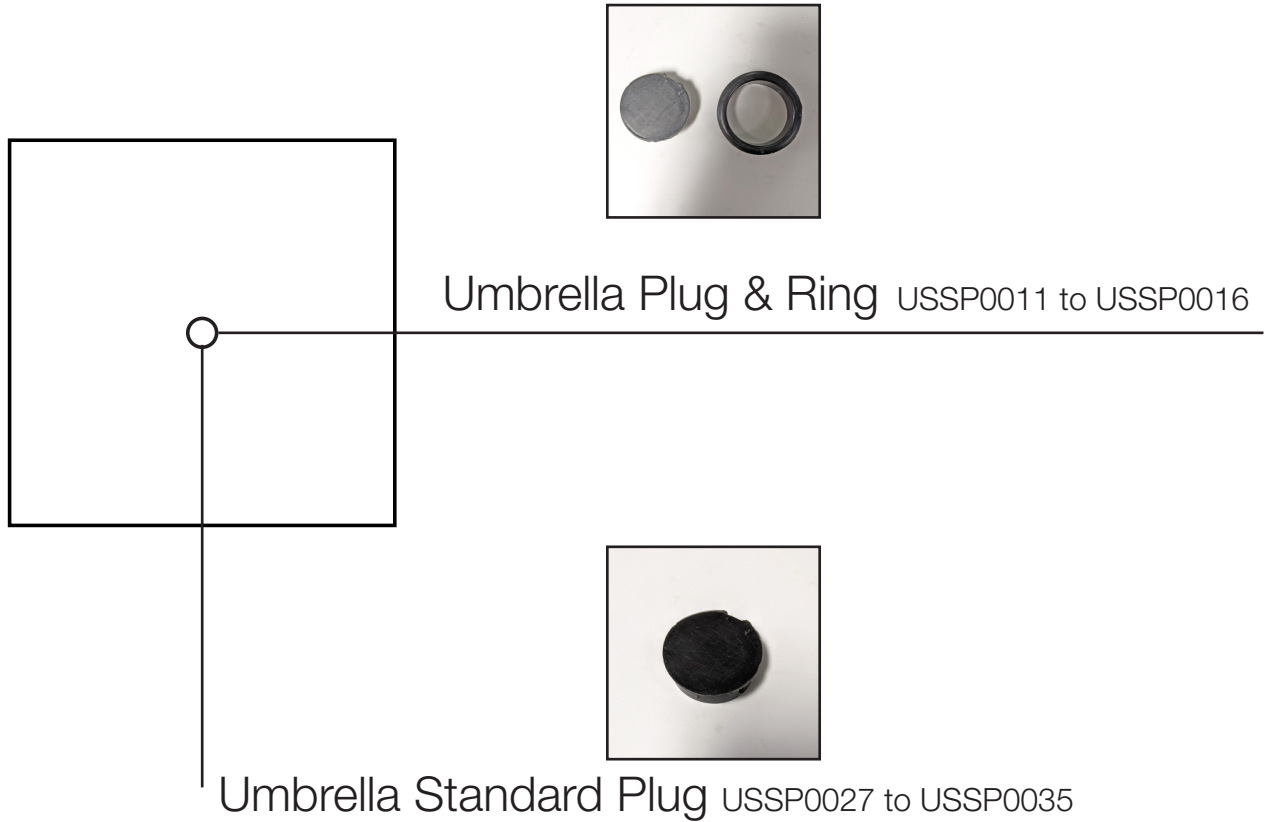 Umbrella Plug & Ring USSP0011 to USSP0016
Umbrella Standard Plug USSP0027 to USSP0035